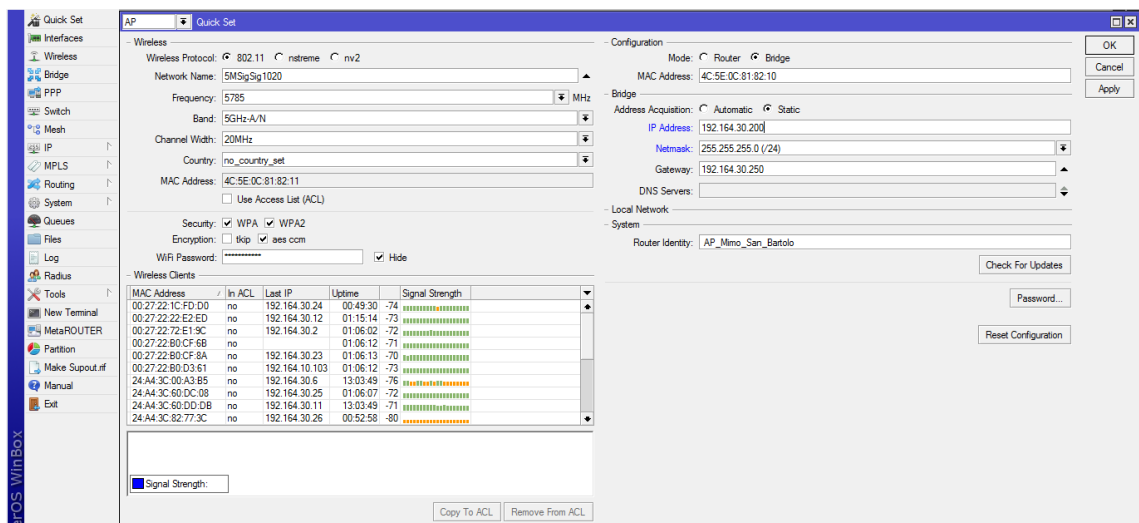 Quick Set
Interfaces
Wireless
Bridge
PPP
Switch
Mesh
IP
MPLS
Routing
System
Queues
Files
Log
Radius
Tools
New Terminal
MetaROUTER
Partition
Make Supout.rif
Manual
Exit
erOS WinBox
AP Quick Set
Wireless
Wireless Protocol: 802.11 nstreme nv2
Network Name: 5MSigSig1020
Frequency: 5785 MHz
Band: 5GHz-A/N
Channel Width: 20MHz
Country: no_country_set
MAC Address: 4C:5E:0C:81:82:11
Use Access List (ACL)
Security: WPA WPA2
Encryption: tkip aes ccm
WiFi Password: *********** Hide
Wireless Clients
MAC Address In ACL Last IP Uptime Signal Strength
00:27:22:1C:FD:D0 no 192.164.30.24 00:49:30 -74
00:27:22:22:E2:ED no 192.164.30.12 01:15:14 -73
00:27:22:72:E1:9C no 192.164.30.2 01:06:02 -72
00:27:22:B0:CF:6B no 01:06:12 -71
00:27:22:B0:CF:8A no 192.164.30.23 01:06:13 -70
00:27:22:B0:D3:61 no 192.164.10.103 01:06:12 -73
24:A4:3C:00:A3:B5 no 192.164.30.6 13:03:49 -76
24:A4:3C:60:DC:08 no 192.164.30.25 01:06:07 -72
24:A4:3C:60:DD:DB no 192.164.30.11 13:03:49 -71
24:A4:3C:82:77:3C no 192.164.30.26 00:52:58 -80
Signal Strength:
Copy To ACL Remove From ACL
Configuration
Mode: Router Bridge
MAC Address: 4C:5E:0C:81:82:10
Bridge
Address Acquisition: Automatic Static
IP Address: 192.164.30.200
Netmask: 255.255.255.0 (/24)
Gateway: 192.164.30.250
DNS Servers:
Local Network
System
Router Identity: AP_Mimo_San_Bartolo
Check For Updates
Password...
Reset Configuration
OK
Cancel
Apply